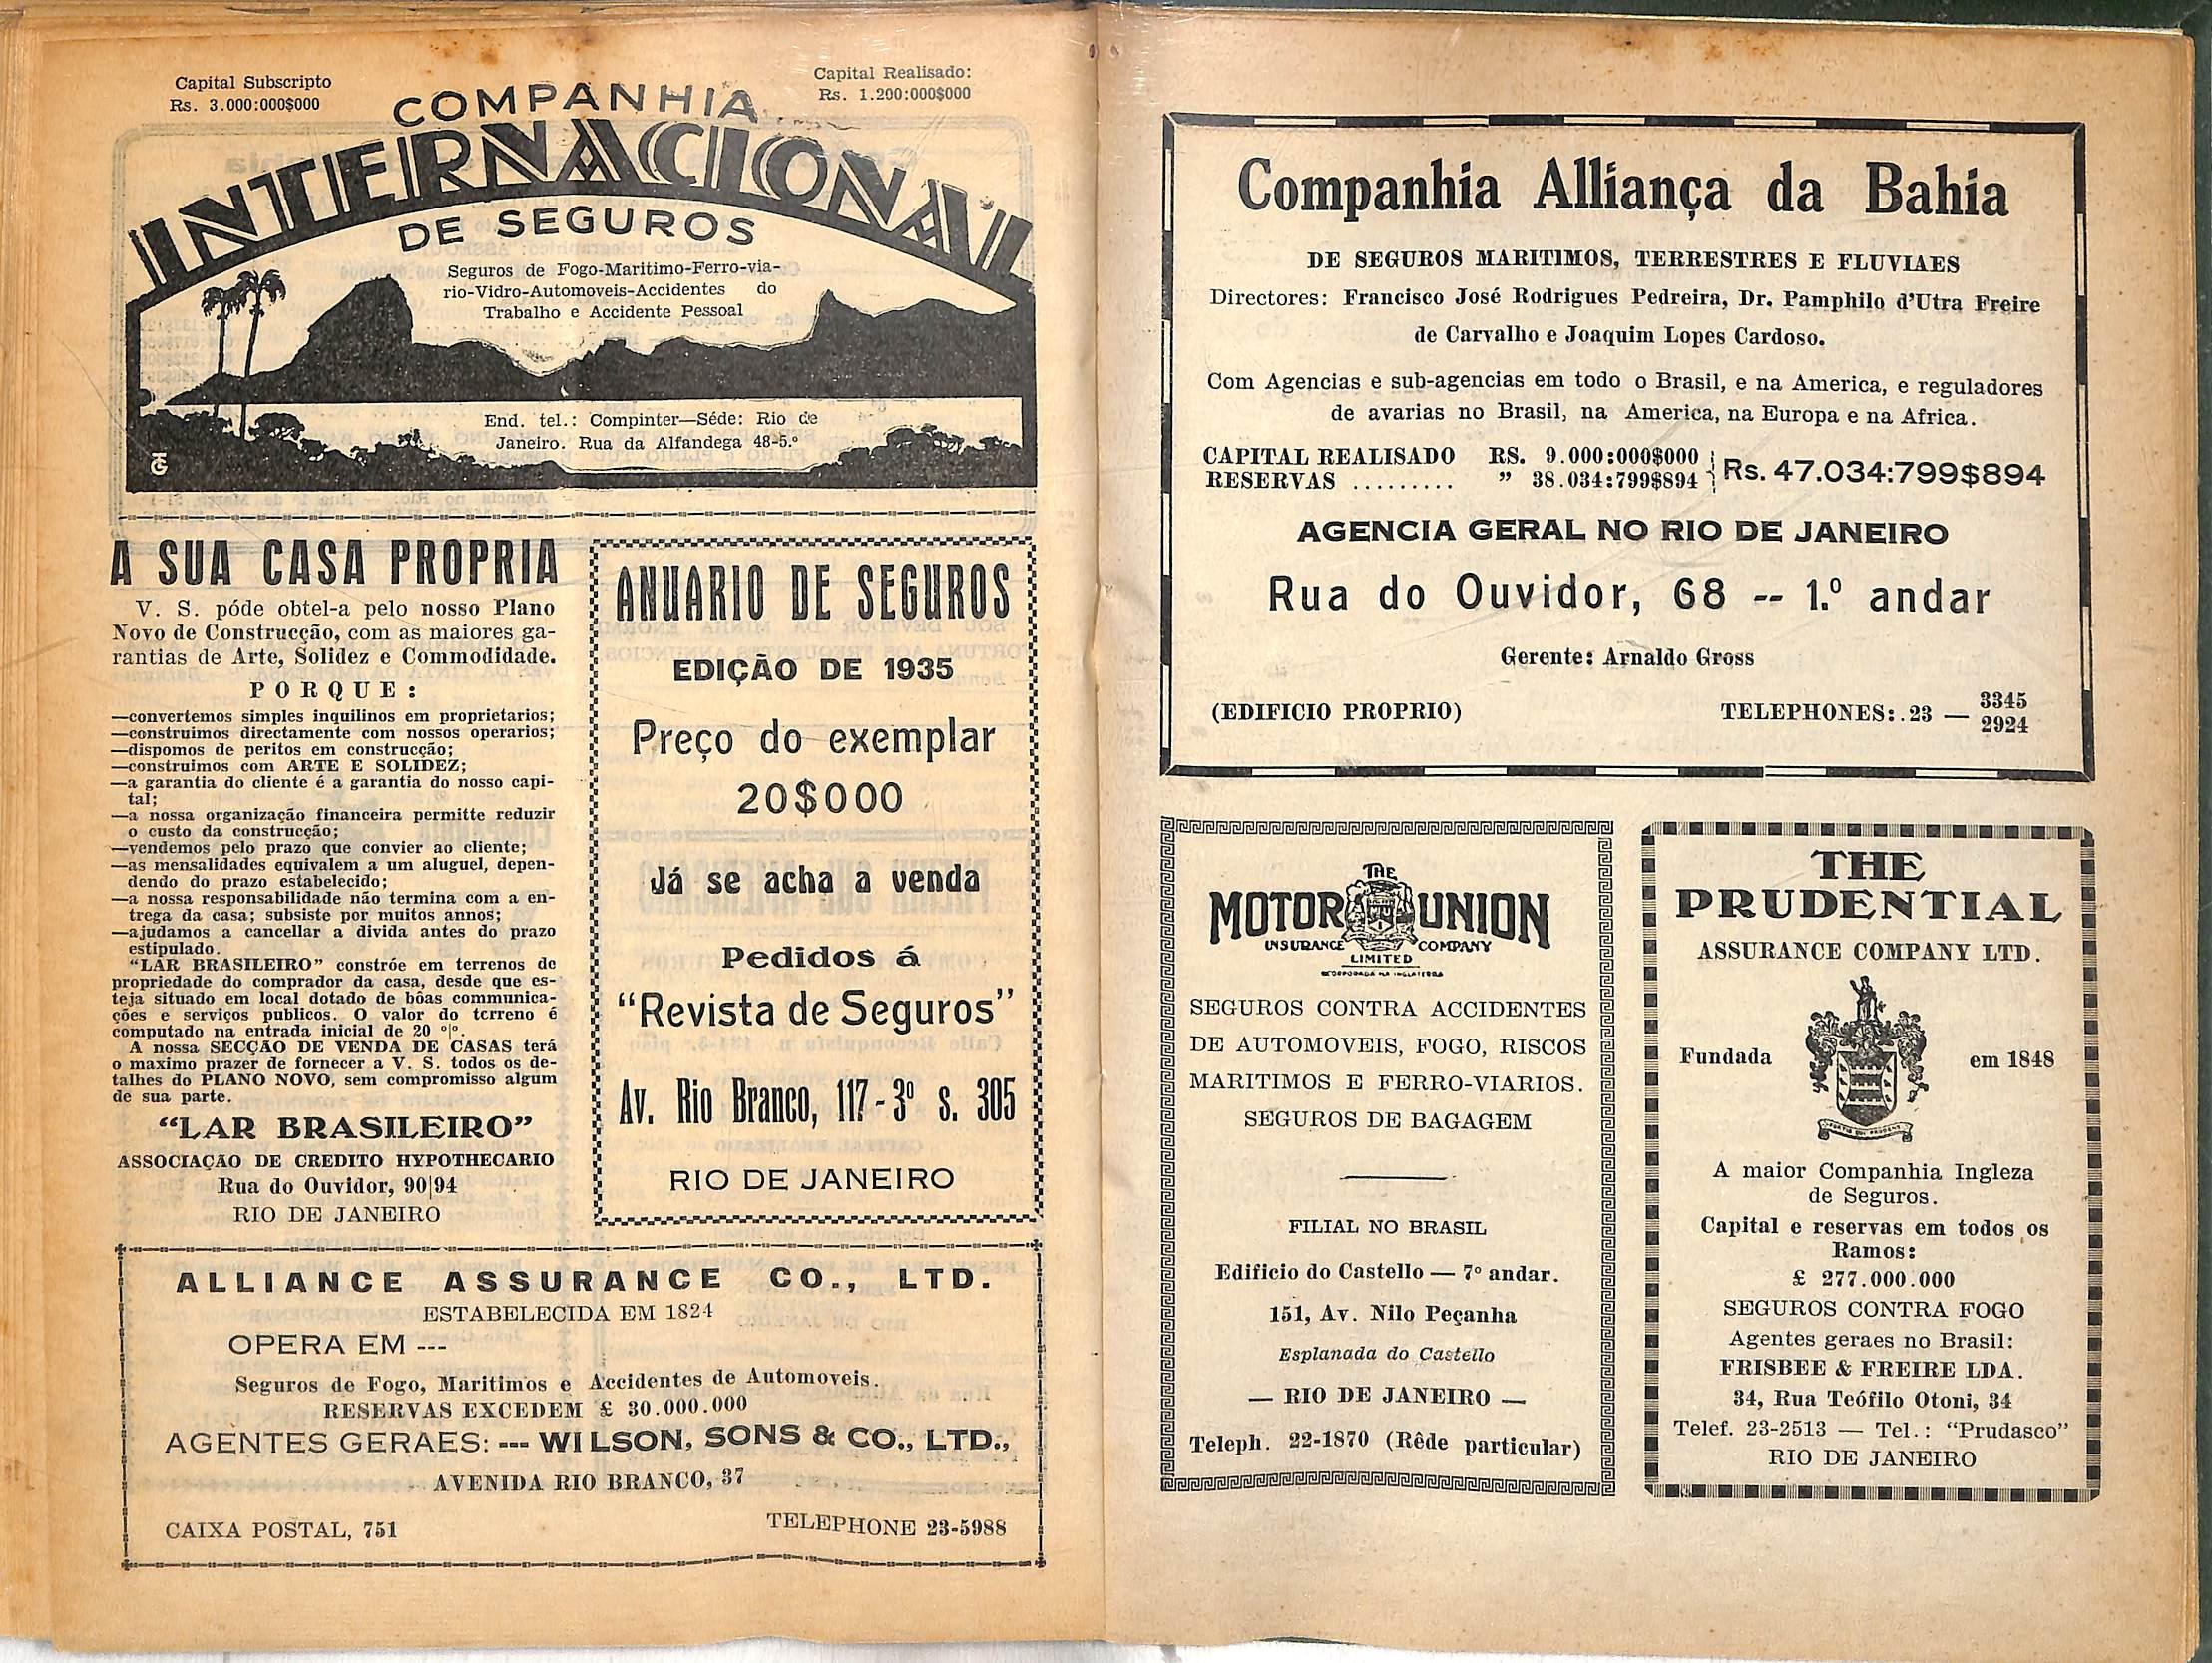 Capital Subscripto
Rs. 3.000:000$000
Capital Realisado:
Rs. 1.200:000$000
COMPANHIA
INTERNACIONAL
DE SEGUROS
Seguros de Fogo-Maritimo-Ferro-via-
rio-Vidro-Automoveis-Accidentes do
Trabalho e Accidente Pessoal
End. tel.: Compinter—Séde: Rio de
Janeiro. Rua da Alfandega 48-5.º
A SUA CASA PROPRIA
V. S. póde obtel-a pelo nosso Plano
Novo de Construcção, com as maiores ga-
rantias de Arte, Solidez e Commodidade.
PORQUE:
—convertemos simples inquilinos em proprietarios;
—construimos directamente com nossos operarios;
—dispomos de peritos em construcção;
—construimos com ARTE E SOLIDEZ;
—a garantia do cliente é a garantia do nosso capi-
tal;
—a nossa organização financeira permitte reduzir
o custo da construcção;
—vendemos pelo prazo que convier ao cliente;
—as mensalidades equivalem a um aluguel, depen-
dendo do prazo estabelecido;
—a nossa responsabilidade não termina com a en-
trega da casa; subsiste por muitos annos;
—ajudamos a cancellar a divida antes do prazo
estipulado.
"LAR BRASILEIRO" constróe em terrenos de
propriedade do comprador da casa, desde que es-
teja situado em local dotado de bôas communica-
ções e serviços publicos. O valor do terreno é
computado na entrada inicial de 20 º|º.
A nossa SECÇÃO DE VENDA DE CASAS terá
o maximo prazer de fornecer a V. S. todos os de-
talhes do PLANO NOVO, sem compromisso algum
de sua parte.
"LAR BRASILEIRO"
ASSOCIAÇÃO DE CREDITO HYPOTHECARIO
Rua do Ouvidor, 90|94
RIO DE JANEIRO
ANUARIO DE SEGUROS
EDIÇÃO DE 1935
Preço do exemplar
20$000
Já se acha a venda
Pedidos á
"Revista de Seguros"
Av. Rio Branco, 117-3º s. 305
RIO DE JANEIRO
ALLIANCE ASSURANCE CO., LTD.
ESTABELECIDA EM 1824
OPERA EM ---
Seguros de Fogo, Maritimos e Accidentes de Automoveis.
RESERVAS EXCEDEM £ 30.000.000
AGENTES GERAES: --- WILSON, SONS & CO., LTD.,
AVENIDA RIO BRANCO, 37
CAIXA POSTAL, 751
TELEPHONE 23-5988
Companhia Alliança da Bahia
DE SEGUROS MARITIMOS, TERRESTRES E FLUVIAES
Directores: Francisco José Rodrigues Pedreira, Dr. Pamphilo d'Utra Freire
de Carvalho e Joaquim Lopes Cardoso.
Com Agencias e sub-agencias em todo o Brasil, e na America, e reguladores
de avarias no Brasil, na America, na Europa e na Africa.
CAPITAL REALISADO RS. 9.000:000$000
RESERVAS ......... " 38.034:799$894
Rs. 47.034:799$894
AGENCIA GERAL NO RIO DE JANEIRO
Rua do Ouvidor, 68 -- 1.º andar
Gerente: Arnaldo Gross
(EDIFICIO PROPRIO)
TELEPHONES: 23 — 3345
2924
THE
MOTOR UNION
INSURANCE COMPANY
LIMITED
INCORPORADA NA INGLATERRA
SEGUROS CONTRA ACCIDENTES
DE AUTOMOVEIS, FOGO, RISCOS
MARITIMOS E FERRO-VIARIOS.
SEGUROS DE BAGAGEM
FILIAL NO BRASIL
Edificio do Castello — 7º andar.
151, Av. Nilo Peçanha
Esplanada do Castello
— RIO DE JANEIRO —
Teleph. 22-1870 (Rêde particular)
THE
PRUDENTIAL
ASSURANCE COMPANY LTD.
Fundada em 1848
A maior Companhia Ingleza
de Seguros.
Capital e reservas em todos os
Ramos:
£ 277.000.000
SEGUROS CONTRA FOGO
Agentes geraes no Brasil:
FRISBEE & FREIRE LDA.
34, Rua Teófilo Otoni, 34
Telef. 23-2513 — Tel.: "Prudasco"
RIO DE JANEIRO